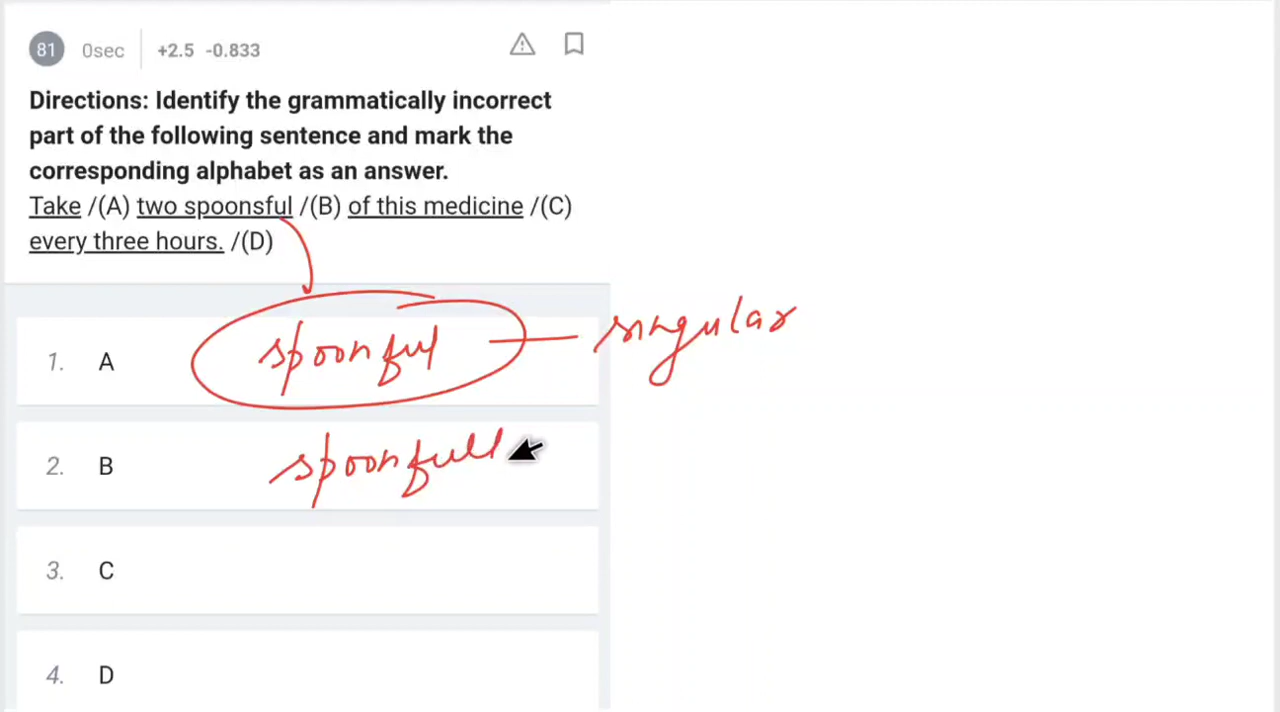 81 0sec +2.5 -0.833
Directions: Identify the grammatically incorrect
part of the following sentence and mark the
corresponding alphabet as an answer.
Take /(A) two spoonsful /(B) of this medicine /(C)
every three hours. /(D)
spoonful singular
1. A
spoonfull
2. B
3. C
4. D